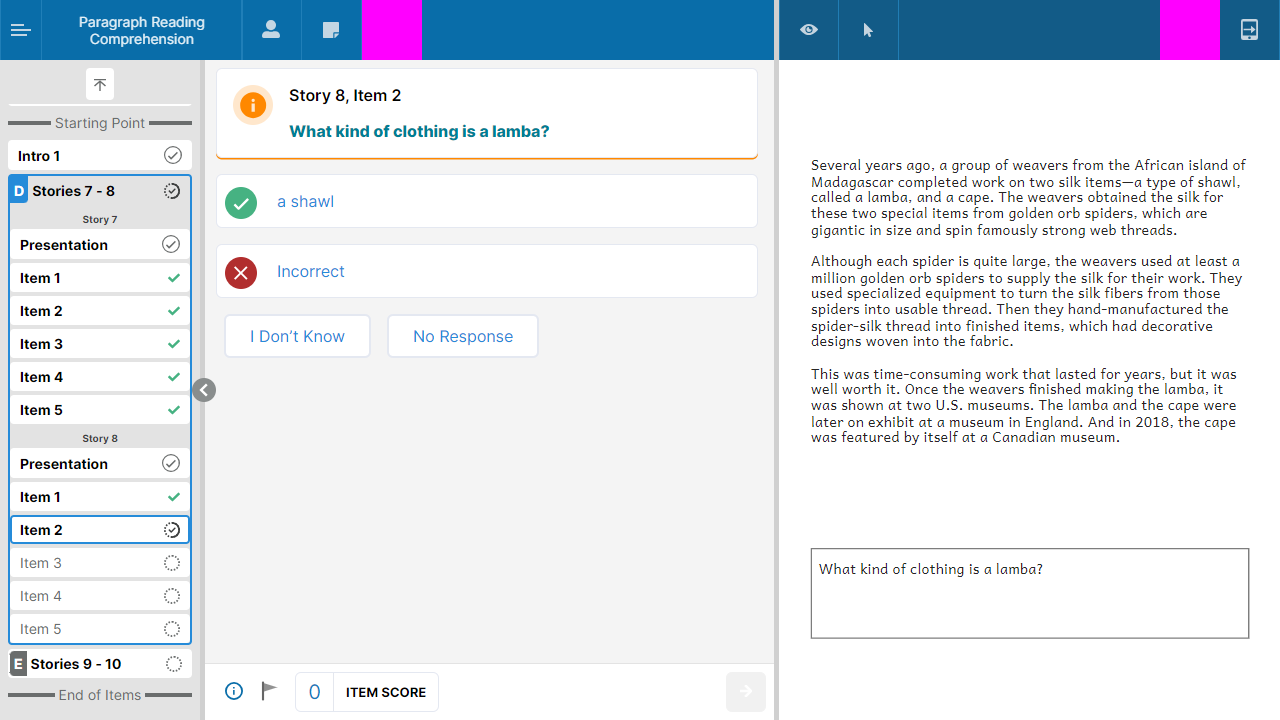 Paragraph Reading
Comprehension
Starting Point
Intro 1
D Stories 7 - 8
Story 7
Presentation
Item 1
Item 2
Item 3
Item 4
Item 5
Story 8
Presentation
Item 1
Item 2
Item 3
Item 4
Item 5
E Stories 9 - 10
End of Items
Story 8, Item 2
What kind of clothing is a lamba?
a shawl
Incorrect
I Don’t Know
No Response
0 ITEM SCORE
Several years ago, a group of weavers from the African island of
Madagascar completed work on two silk items—a type of shawl,
called a lamba, and a cape. The weavers obtained the silk for
these two special items from golden orb spiders, which are
gigantic in size and spin famously strong web threads.
Although each spider is quite large, the weavers used at least a
million golden orb spiders to supply the silk for their work. They
used specialized equipment to turn the silk fibers from those
spiders into usable thread. Then they hand-manufactured the
spider-silk thread into finished items, which had decorative
designs woven into the fabric.
This was time-consuming work that lasted for years, but it was
well worth it. Once the weavers finished making the lamba, it
was shown at two U.S. museums. The lamba and the cape were
later on exhibit at a museum in England. And in 2018, the cape
was featured by itself at a Canadian museum.
What kind of clothing is a lamba?